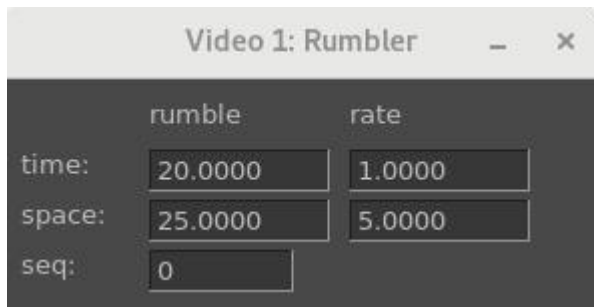 Video 1: Rumbler
rumble rate
time: 20.0000 1.0000
space: 25.0000 5.0000
seq: 0